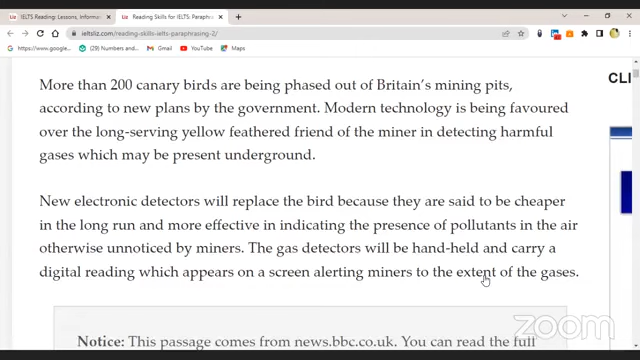 IELTS Reading: Lessons, Informat
Reading Skills for IELTS: Paraphra
ieltsliz.com/reading-skills-ielts-paraphrasing-2/
https://www.google
(23) Numbers and
Gmail
YouTube
Maps
More than 200 canary birds are being phased out of Britain's mining pits,
CLI
according to new plans by the government. Modern technology is being favoured
over the long-serving yellow feathered friend of the miner in detecting harmful
gases which may be present underground.
New electronic detectors will replace the bird because they are said to be cheaper
in the long run and more effective in indicating the presence of pollutants in the air
otherwise unnoticed by miners. The gas detectors will be hand-held and carry a
digital reading which appears on a screen alerting miners to the extent of the gases.
zoom
Notice: This passage comes from news.bbc.co.uk. You can read the full